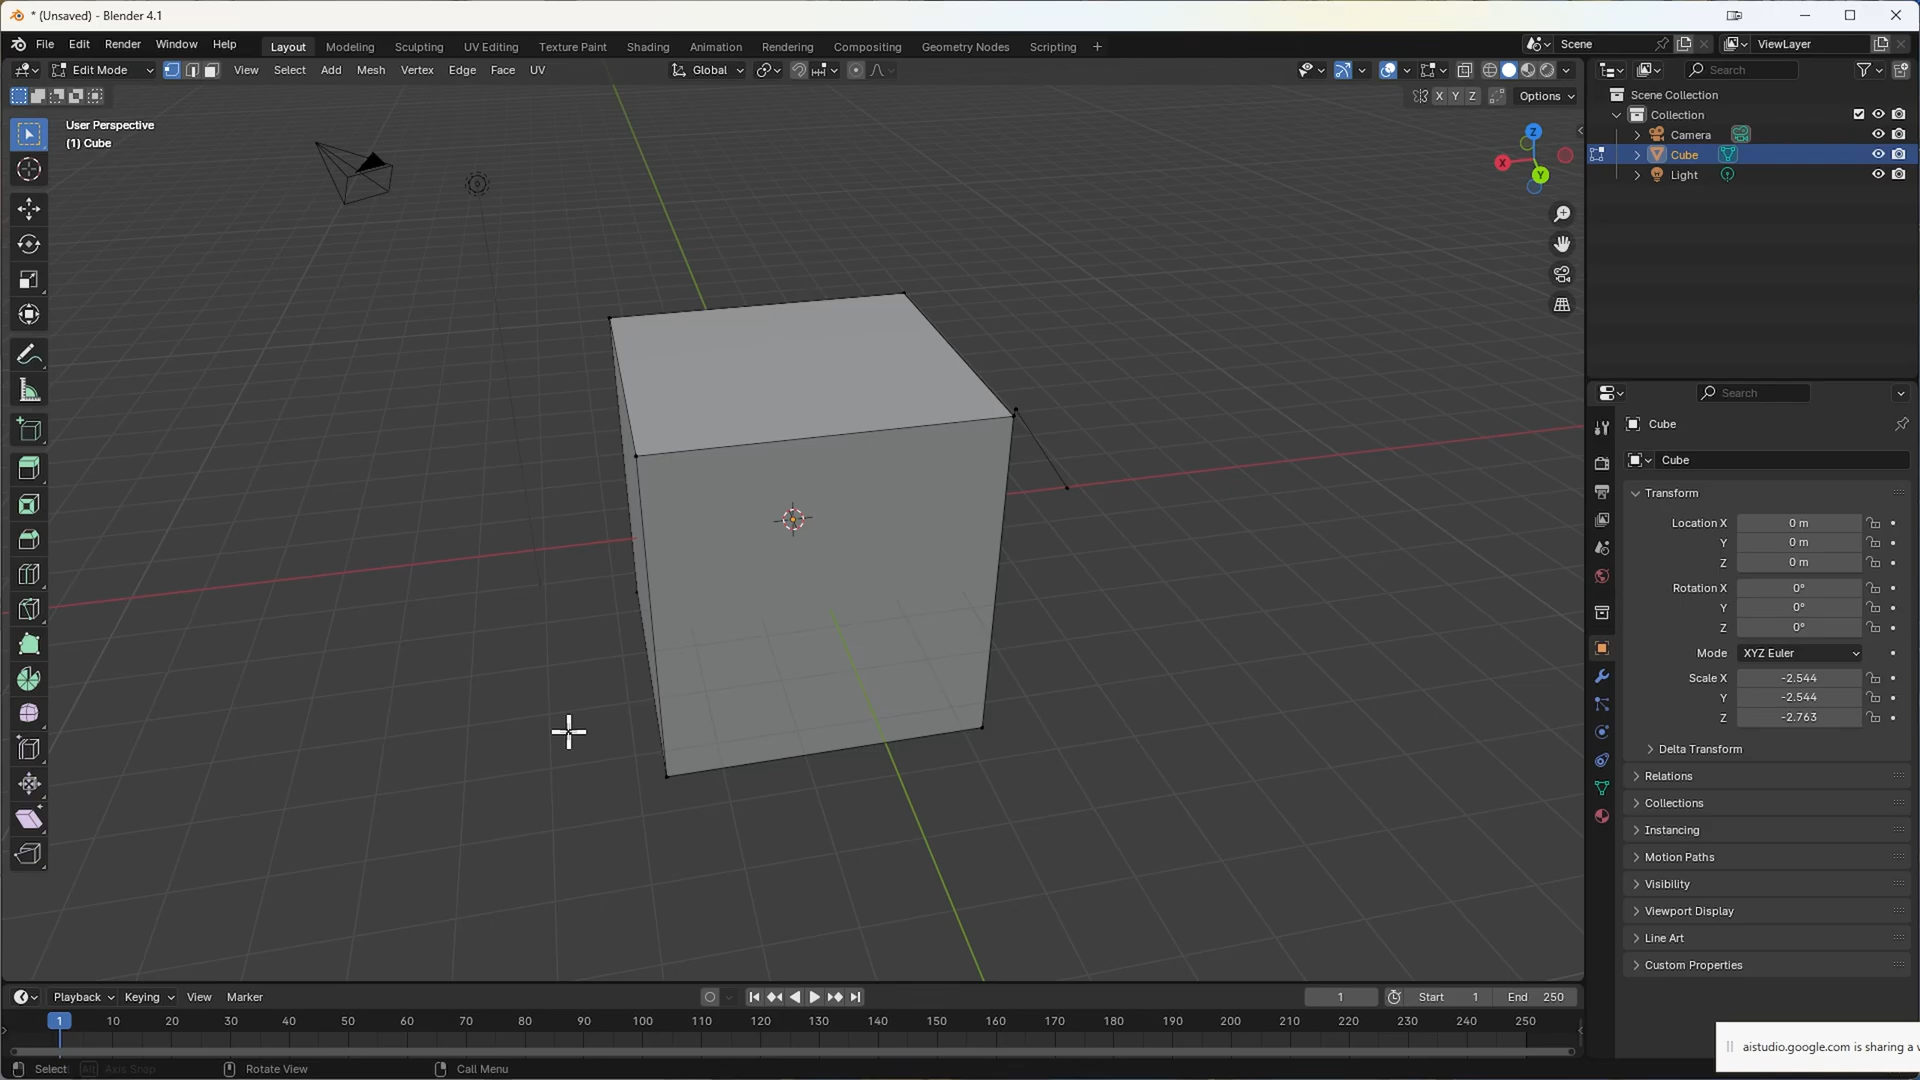 * (Unsaved) - Blender 4.1
File Edit Render Window Help Layout Modeling Sculpting UV Editing Texture Paint Shading Animation Rendering Compositing Geometry Nodes Scripting + Scene ViewLayer
Edit Mode View Select Add Mesh Vertex Edge Face UV Global Search
X Y Z Options
User Perspective
(1) Cube
Z
X
Y
Scene Collection
Collection
Camera
Cube
Light
Search
Cube
Cube
Transform
Location X 0 m
Y 0 m
Z 0 m
Rotation X 0°
Y 0°
Z 0°
Mode XYZ Euler
Scale X -2.544
Y -2.544
Z -2.763
Delta Transform
Relations
Collections
Instancing
Motion Paths
Visibility
Viewport Display
Line Art
Custom Properties
Playback Keying View Marker 1 Start 1 End 250
1 10 20 30 40 50 60 70 80 90 100 110 120 130 140 150 160 170 180 190 200 210 220 230 240 250
aistudio.google.com is sharing a
Select Alt Axis Snap Rotate View Call Menu